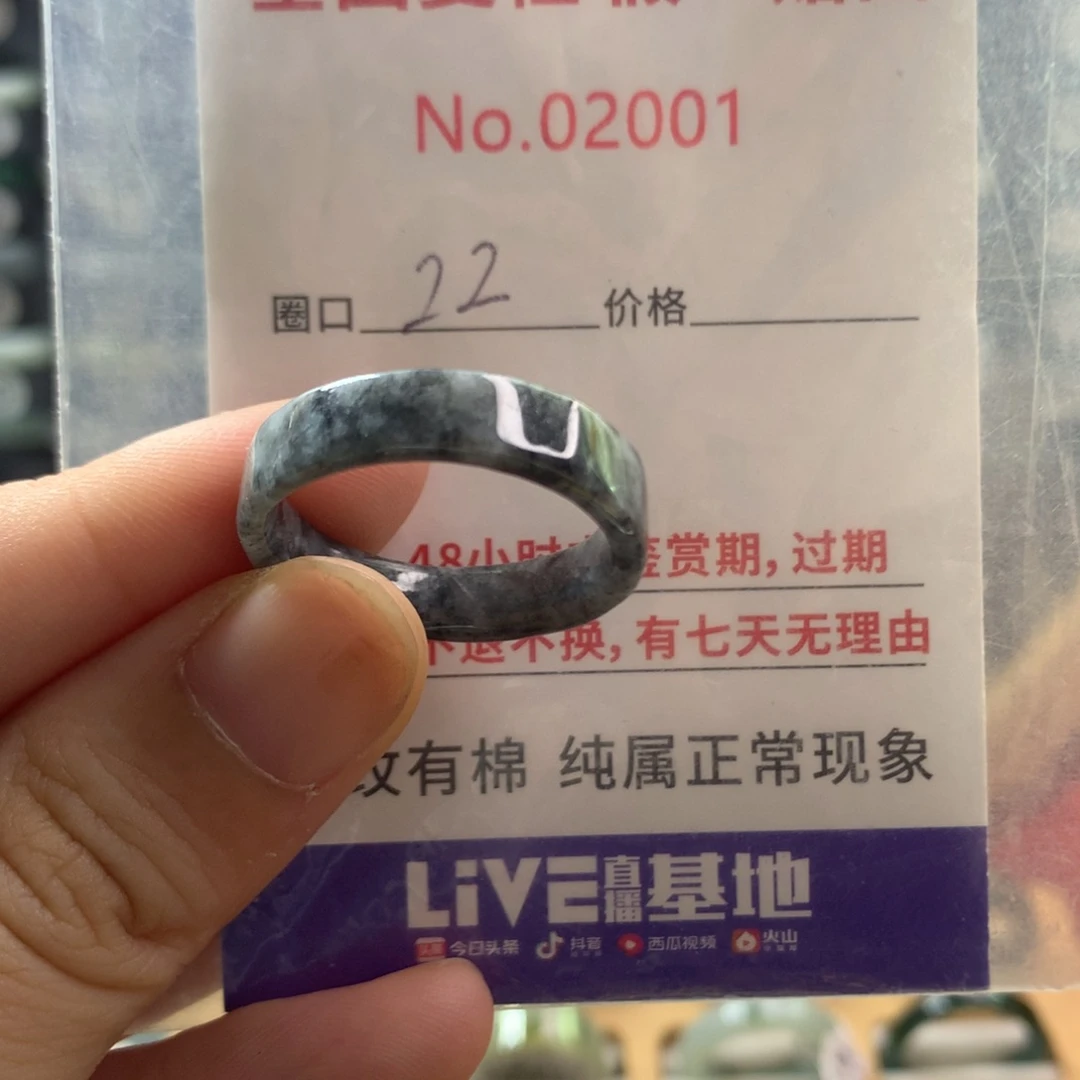 No.02001
圈口 22 价格
48小时 鉴赏期，过期
不退不换，有七天无理由
纹有棉 纯属正常现象
LiVE直播基地
今日头条 抖音 西瓜视频 火山